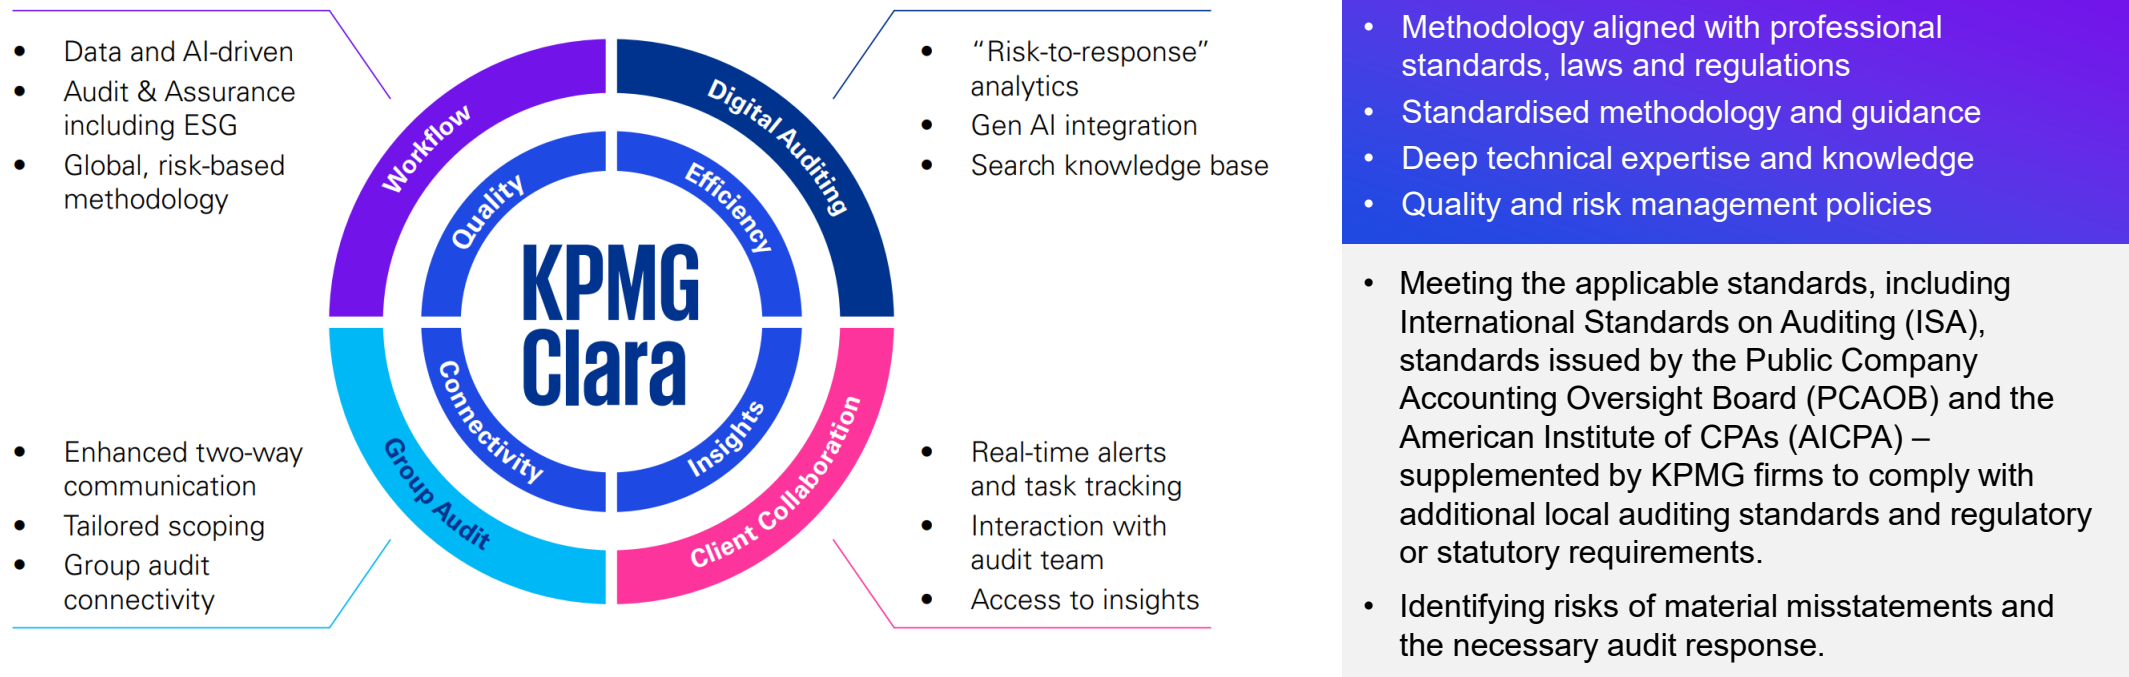 • Data and AI-driven
• Audit & Assurance
including ESG
• Global, risk-based
methodology
• “Risk-to-response”
analytics
• Gen AI integration
• Search knowledge base
Workflow
Digital Auditing
Quality
Efficiency
KPMG
Clara
Connectivity
Insights
Group Audit
Client Collaboration
• Enhanced two-way
communication
• Tailored scoping
• Group audit
connectivity
• Real-time alerts
and task tracking
• Interaction with
audit team
• Access to insights
• Methodology aligned with professional
standards, laws and regulations
• Standardised methodology and guidance
• Deep technical expertise and knowledge
• Quality and risk management policies
• Meeting the applicable standards, including
International Standards on Auditing (ISA),
standards issued by the Public Company
Accounting Oversight Board (PCAOB) and the
American Institute of CPAs (AICPA) –
supplemented by KPMG firms to comply with
additional local auditing standards and regulatory
or statutory requirements.
• Identifying risks of material misstatements and
the necessary audit response.